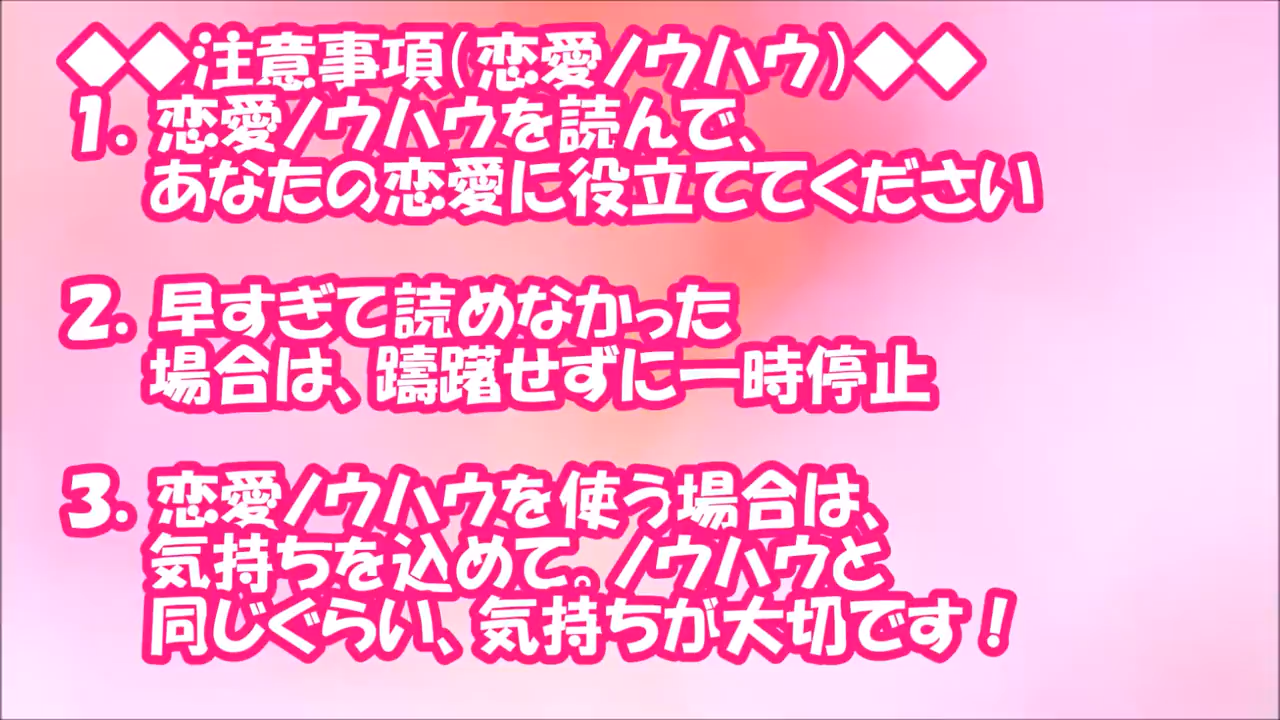 ◆◆注意事項(恋愛ノウハウ)◆◆
1. 恋愛ノウハウを読んで、
あなたの恋愛に役立ててください
2. 早すぎて読めなかった
場合は、躊躇せずに一時停止
3. 恋愛ノウハウを使う場合は、
気持ちを込めて。ノウハウと
同じぐらい、気持ちが大切です！